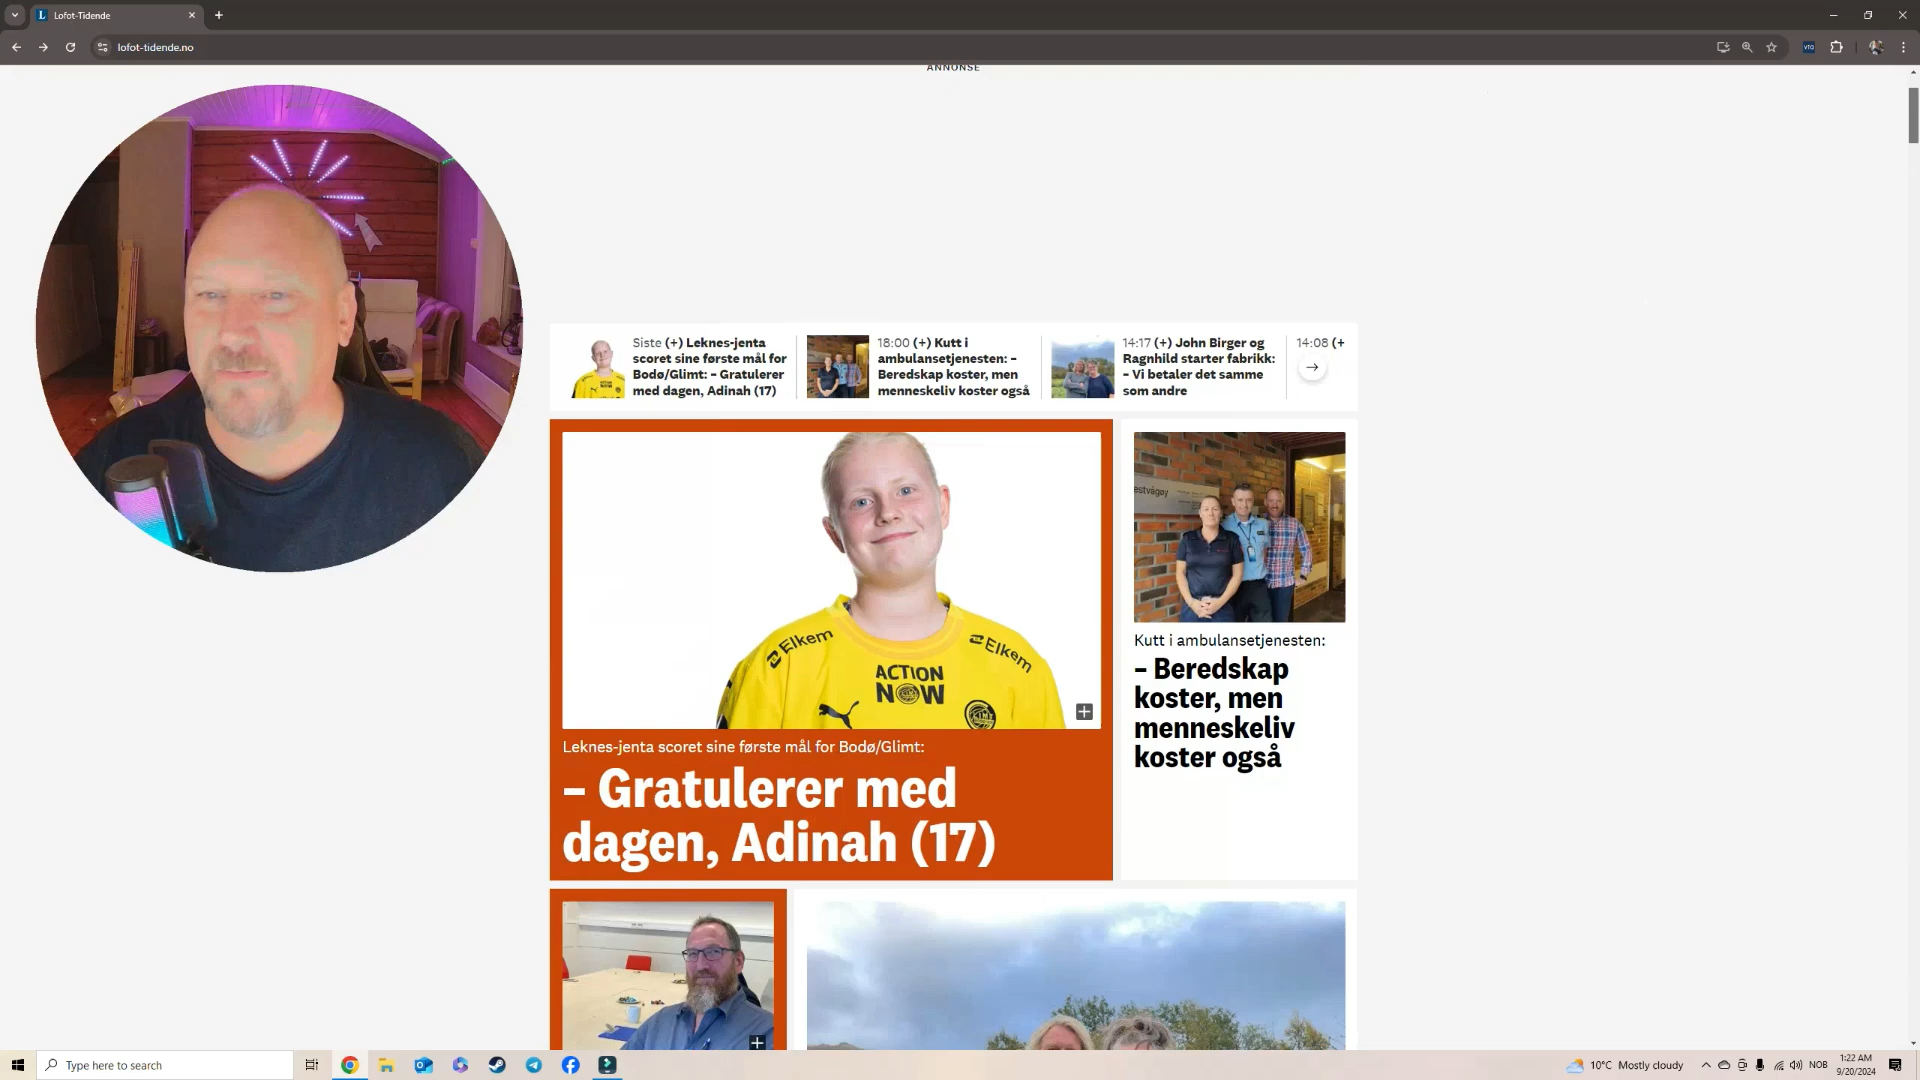 Lofot-Tidende
lofot-tidende.no
VTO
ANNONSE
Siste (+) Leknes-jenta
scoret sine første mål for
Bodø/Glimt: – Gratulerer
med dagen, Adinah (17)
18:00 (+) Kutt i
ambulansetjenesten: –
Beredskap koster, men
menneskeliv koster også
14:17 (+) John Birger og
Ragnhild starter fabrikk:
– Vi betaler det samme
som andre
14:08 (+
Elkem
Elkem
ACTION
NOW
estvågøy
Kutt i ambulansetjenesten:
– Beredskap
koster, men
menneskeliv
koster også
Leknes-jenta scoret sine første mål for Bodø/Glimt:
– Gratulerer med
dagen, Adinah (17)
Type here to search
10°C Mostly cloudy
NOB
1:22 AM
9/20/2024